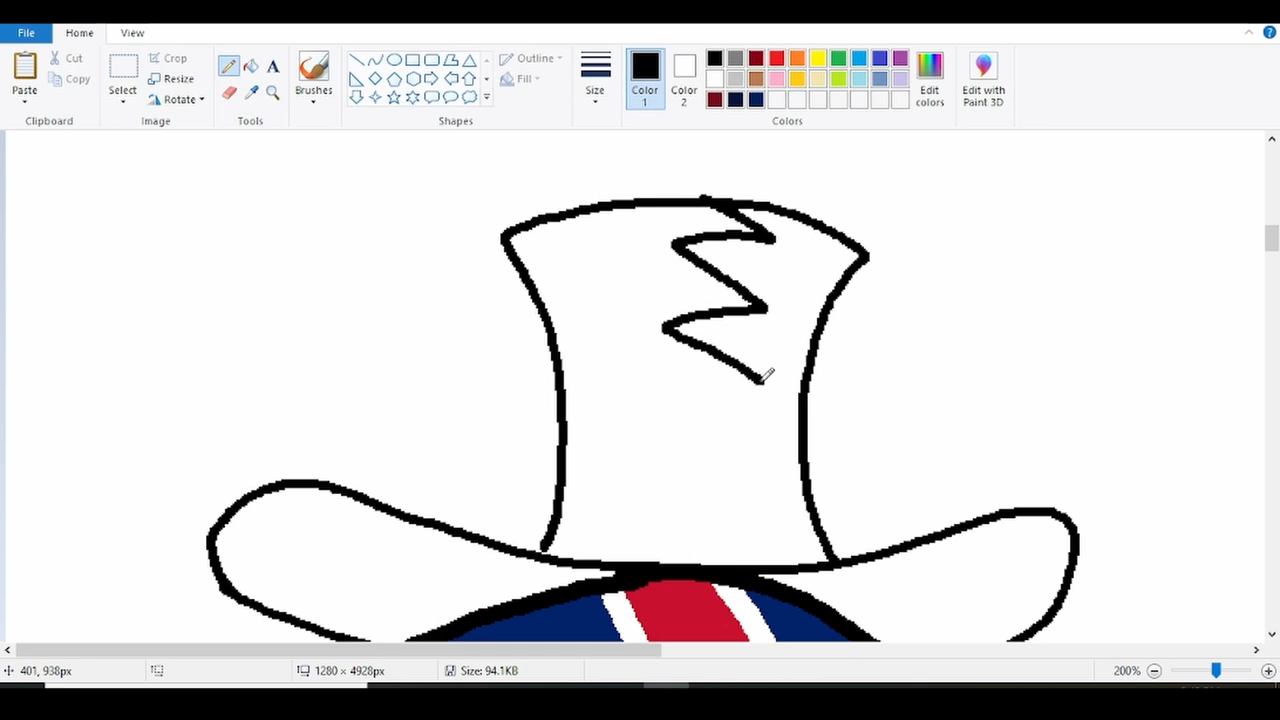 File Home View
Paste
Cut
Copy
Clipboard
Select
Crop
Resize
Rotate
Image
A
Tools
Brushes
Outline
Fill
Shapes
Size
Color
1
Color
2
Edit
colors
Colors
Edit with
Paint 3D
401, 938px
1280 × 4928px
Size: 94.1KB
200%